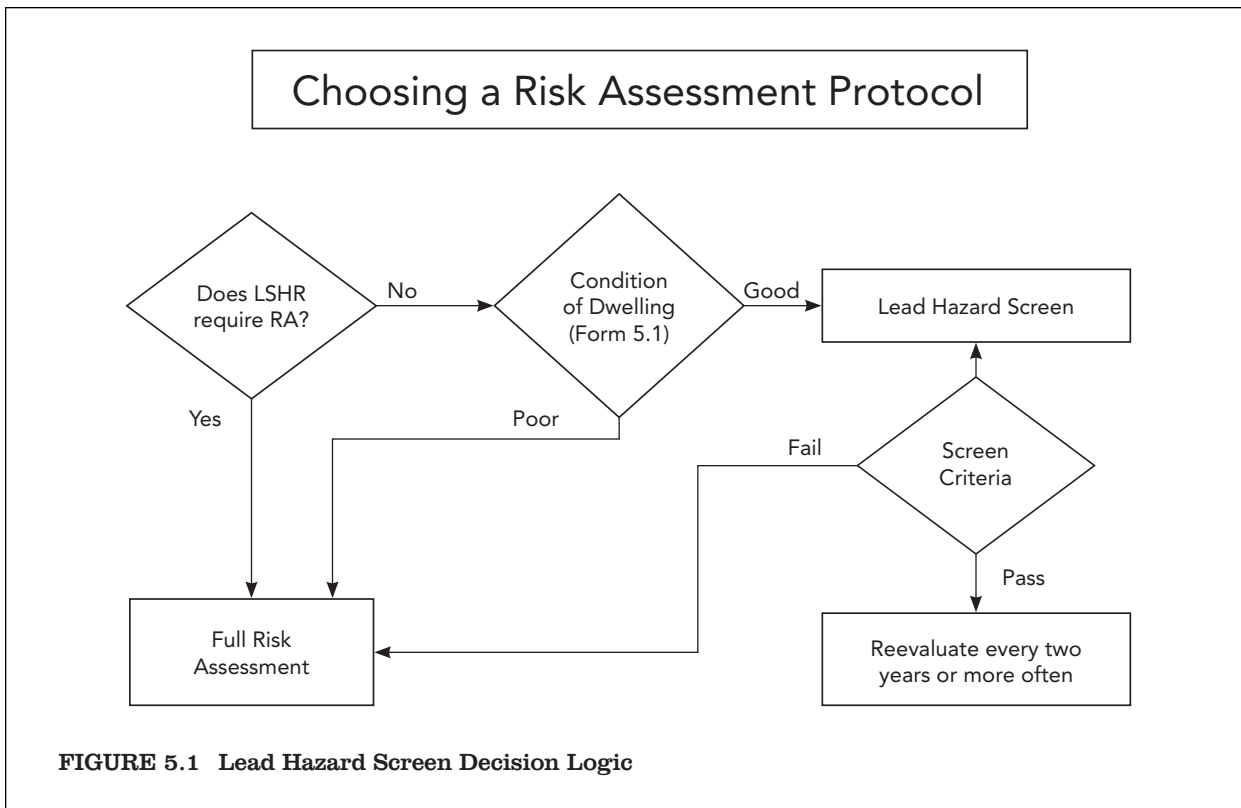 Choosing a Risk Assessment Protocol
Does LSHR
require RA?
No
Condition
of Dwelling
(Form 5.1)
Good
Lead Hazard Screen
Yes
Poor
Fail
Screen
Criteria
Pass
Full Risk
Assessment
Reevaluate every two
years or more often
FIGURE 5.1 Lead Hazard Screen Decision Logic